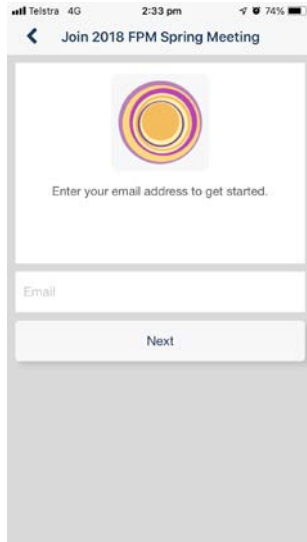 Telstra 4G 2:33 pm 74%
Join 2018 FPM Spring Meeting
Enter your email address to get started.
Email
Next